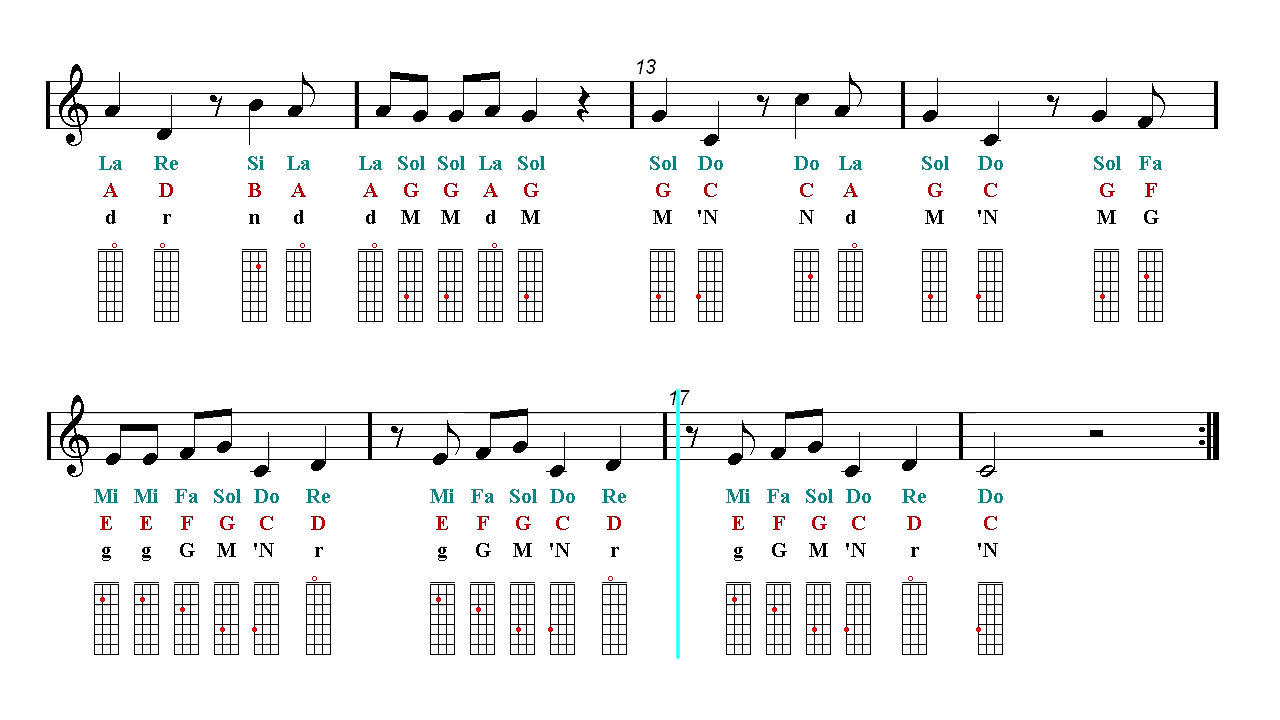 13
La Re Si La La Sol Sol La Sol Sol Do Do La Sol Do Sol Fa
A D B A A G G A G G C C A G C G F
d r n d d M M d M M 'N N d M 'N M G
17
Mi Mi Fa Sol Do Re Mi Fa Sol Do Re Mi Fa Sol Do Re Do
E E F G C D E F G C D E F G C D C
g g G M 'N r g G M 'N r g G M 'N r 'N